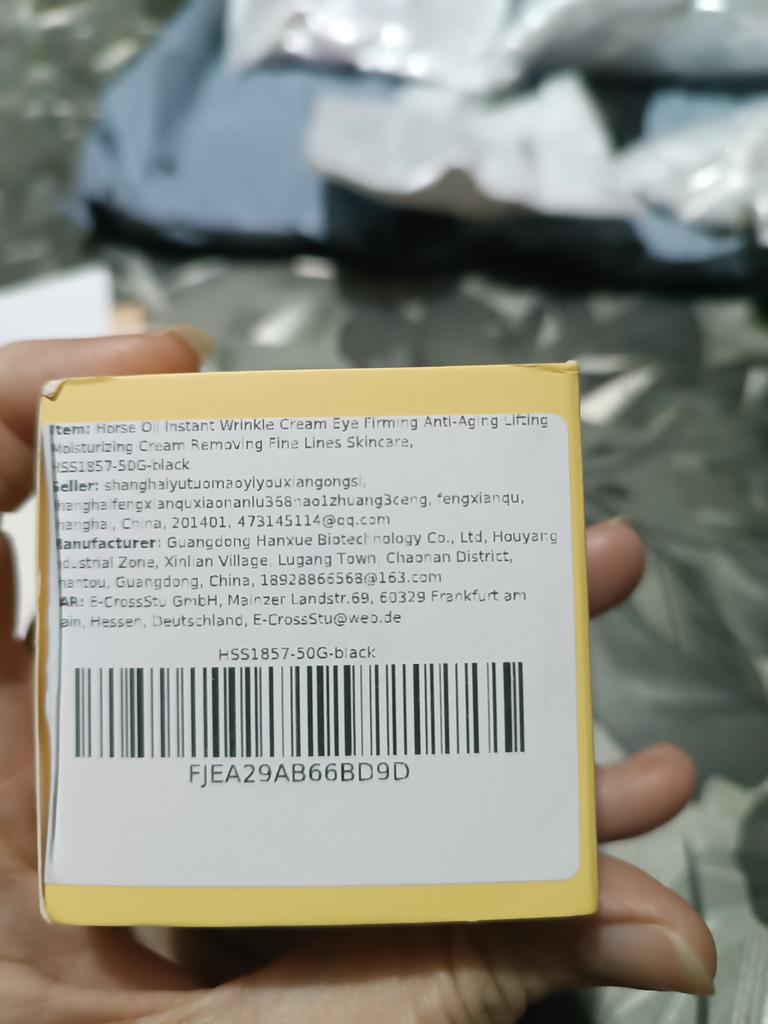 Item: Horse Oil Instant Wrinkle Cream Eye Firming Anti-Aging Lifting
Moisturizing Cream Removing Fine Lines Skincare,
HSS1857-50G-black
Seller: shanghaiyutuomaoyiyouxiangongsi,
hanghaifengxianquxiaonanlu368hao1zhuang3ceng, fengxianqu,
hanghai, China, 201401, 473145114@qq.com
Manufacturer: Guangdong Hanxue Biotechnology Co., Ltd, Houyang
dustrial Zone, Xinlian Village, Lugang Town, Chaonan District,
hantou, Guangdong, China, 18928866568@163.com
AR: E-CrossStu GmbH, Mainzer Landstr.69, 60329 Frankfurt am
ain, Hessen, Deutschland, E-CrossStu@web.de
HSS1857-50G-black
FJEA29AB66BD9D